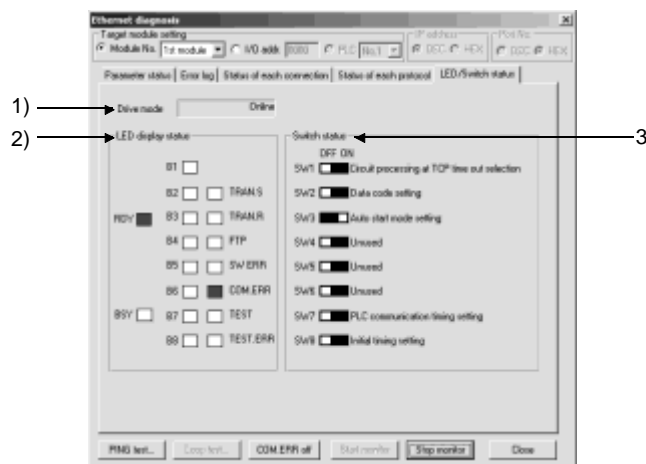 Ethernet diagnosis
Target module setting
Module No. 1st module I/O addr. 0000 PLC No.1
IP address
DEC HEX
Port No.
DEC HEX
Parameter status Error log Status of each connection Status of each protocol LED/Switch status
1)
Drive mode Online
2)
LED display status
B1
B2 TRAN.S
RDY B3 TRAN.R
B4 FTP
B5 SW.ERR
B6 COM.ERR
BSY B7 TEST
B8 TEST.ERR
3
Switch status
OFF ON
SW1 Circuit processing at TCP time out selection
SW2 Data code setting
SW3 Auto start mode setting
SW4 Unused
SW5 Unused
SW6 Unused
SW7 PLC communication timing setting
SW8 Initial timing setting
PING test... Loop test... COM.ERR off Start monitor Stop monitor Close